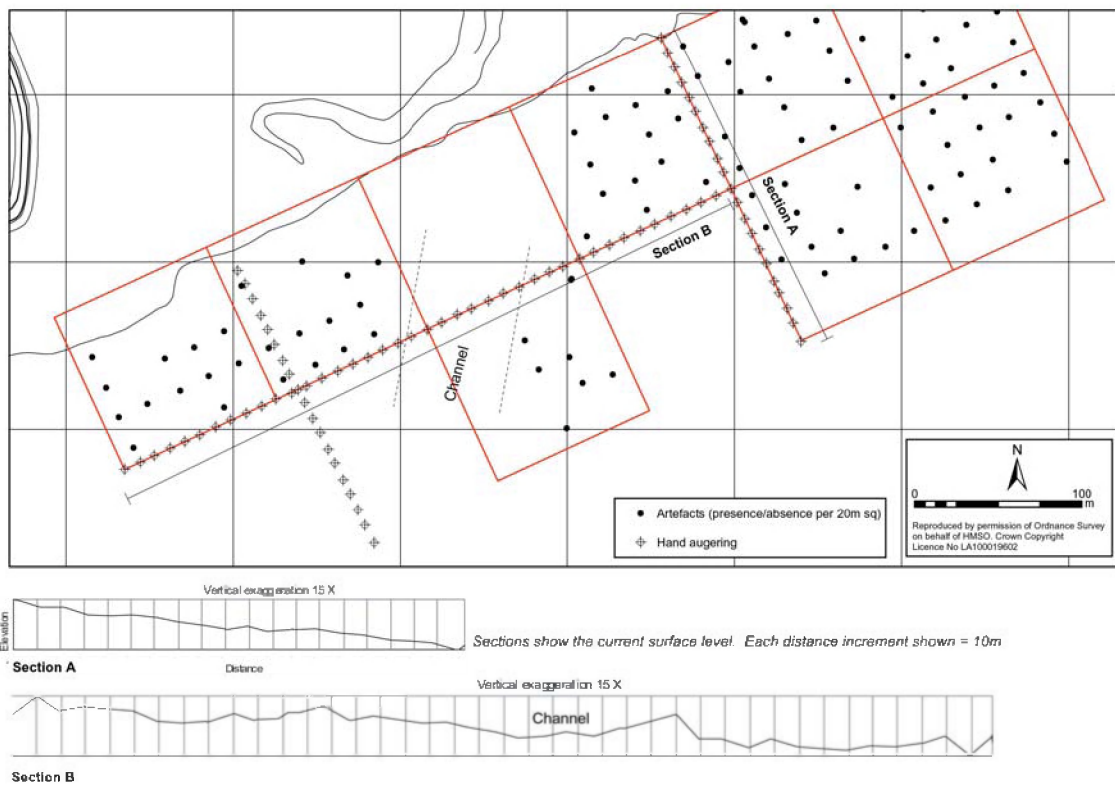 Section A
Section B
Channel
N
0 100
m
Artefacts (presence/absence per 20m sq)
Hand augering
Reproduced by permission of Ordnance Survey
on behalf of HMSO. Crown Copyright
Licence No LA100019602
Vertical exaggeration 15 X
Elevation
Sections show the current surface level. Each distance increment shown = 10m
Section A
Distance
Vertical exaggeration 15 X
Channel
Section B